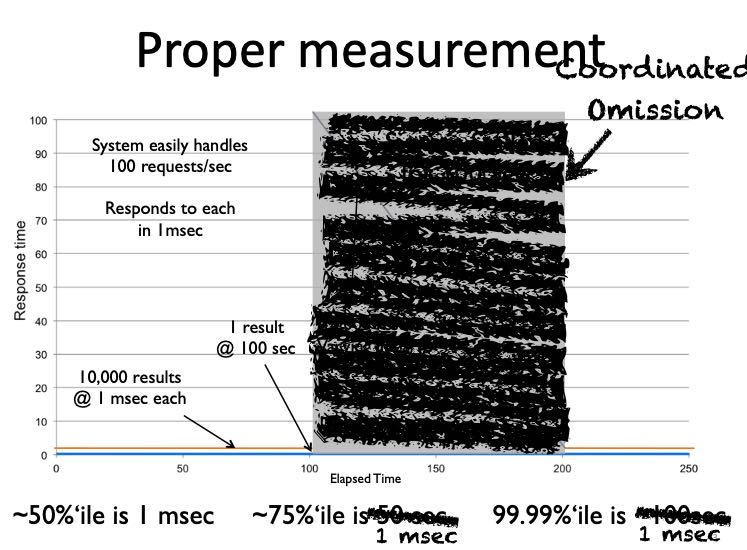 Proper measurement
Coordinated
Omission
100
90
80
70
60
50
40
30
20
10
0
Response time
System easily handles
100 requests/sec
Responds to each
in 1msec
1 result
@ 100 sec
10,000 results
@ 1 msec each
0 50 100 150 200 250
Elapsed Time
~50%‘ile is 1 msec
~75%‘ile is 50 sec
1 msec
99.99%‘ile is ~100sec
1 msec